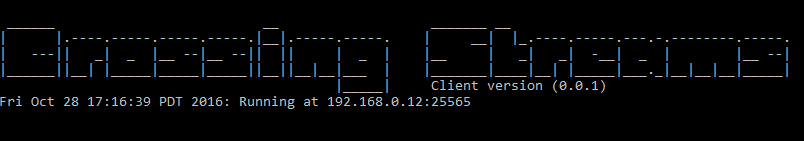 Crossing Streams
Client version (0.0.1)
Fri Oct 28 17:16:39 PDT 2016: Running at 192.168.0.12:25565